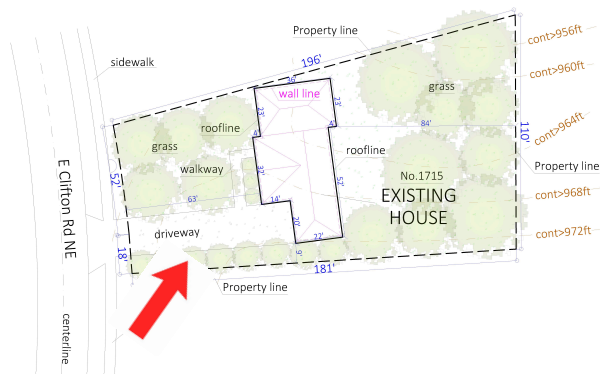 Property line
cont>956ft
sidewalk
196'
cont>960ft
36'
wall line
grass
23'
23'
roofline
4'
4'
84'
110'
cont>964ft
grass
roofline
Property line
walkway
32'
52'
No.1715
EXISTING
HOUSE
52'
63'
14'
cont>968ft
E Clifton Rd NE
driveway
20'
22'
cont>972ft
18'
9'
181'
Property line
centerline